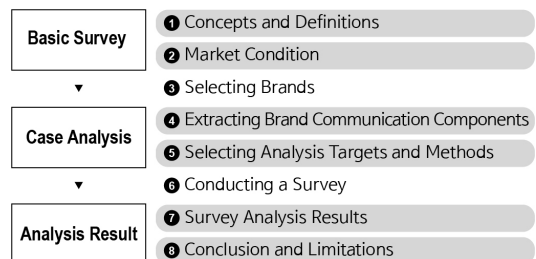 Basic Survey
❶ Concepts and Definitions
❷ Market Condition
▼
❸ Selecting Brands
Case Analysis
❹ Extracting Brand Communication Components
❺ Selecting Analysis Targets and Methods
▼
❻ Conducting a Survey
Analysis Result
❼ Survey Analysis Results
❽ Conclusion and Limitations